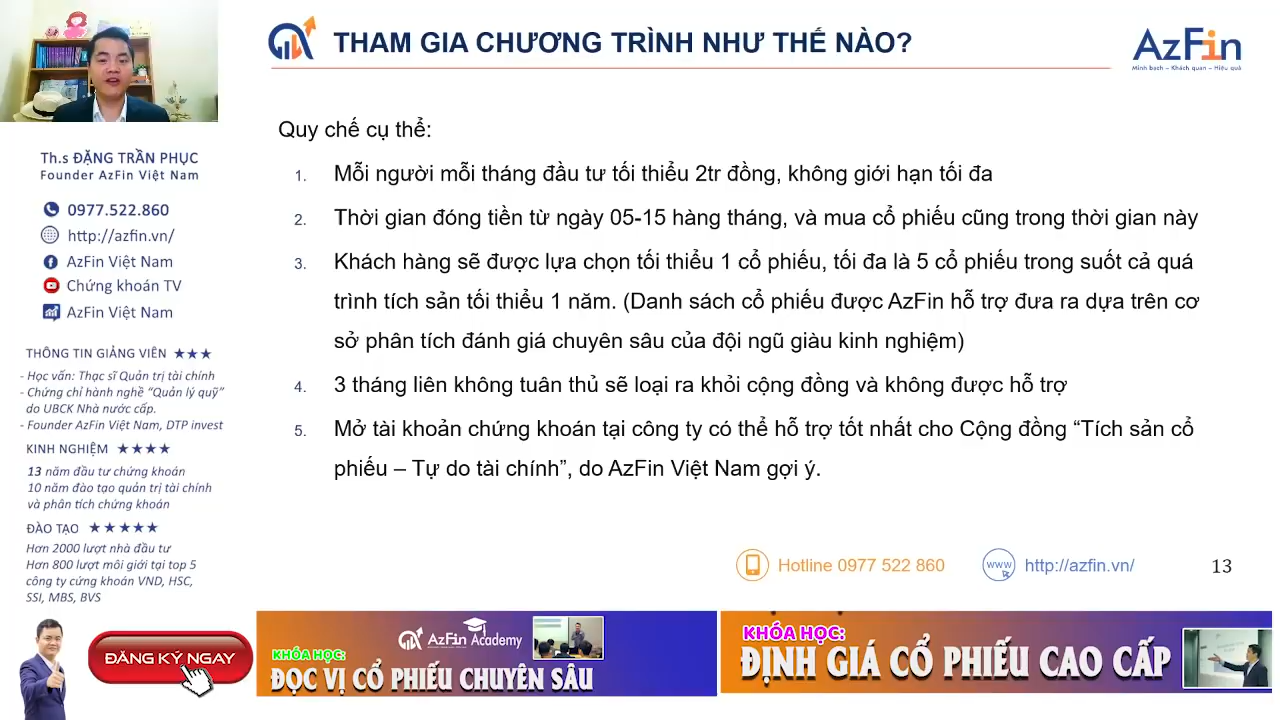 THAM GIA CHƯƠNG TRÌNH NHƯ THẾ NÀO?
AzFin
Minh bạch – Khách quan – Hiệu quả
Th.s ĐẶNG TRẦN PHỤC
Founder AzFin Việt Nam
0977.522.860
http://azfin.vn/
AzFin Việt Nam
Chứng khoán TV
AzFin Việt Nam
THÔNG TIN GIẢNG VIÊN ★★★
- Học vấn: Thạc sĩ Quản trị tài chính
- Chứng chỉ hành nghề “Quản lý quỹ”
do UBCK Nhà nước cấp.
- Founder AzFin Việt Nam, DTP invest
KINH NGHIỆM ★★★★
13 năm đầu tư chứng khoán
10 năm đào tạo quản trị tài chính
và phân tích chứng khoán
ĐÀO TẠO ★★★★★
Hơn 2000 lượt nhà đầu tư
Hơn 800 lượt môi giới tại top 5
công ty cứng khoán VND, HSC,
SSI, MBS, BVS
Quy chế cụ thể:
1. Mỗi người mỗi tháng đầu tư tối thiểu 2tr đồng, không giới hạn tối đa
2. Thời gian đóng tiền từ ngày 05-15 hàng tháng, và mua cổ phiếu cũng trong thời gian này
3. Khách hàng sẽ được lựa chọn tối thiểu 1 cổ phiếu, tối đa là 5 cổ phiếu trong suốt cả quá
trình tích sản tối thiểu 1 năm. (Danh sách cổ phiếu được AzFin hỗ trợ đưa ra dựa trên cơ
sở phân tích đánh giá chuyên sâu của đội ngũ giàu kinh nghiệm)
4. 3 tháng liên không tuân thủ sẽ loại ra khỏi cộng đồng và không được hỗ trợ
5. Mở tài khoản chứng khoán tại công ty có thể hỗ trợ tốt nhất cho Cộng đồng “Tích sản cổ
phiếu – Tự do tài chính”, do AzFin Việt Nam gợi ý.
Hotline 0977 522 860
www
http://azfin.vn/
13
ĐĂNG KÝ NGAY
AzFin Academy
KHÓA HỌC:
ĐỌC VỊ CỔ PHIẾU CHUYÊN SÂU
KHÓA HỌC:
ĐỊNH GIÁ CỔ PHIẾU CAO CẤP